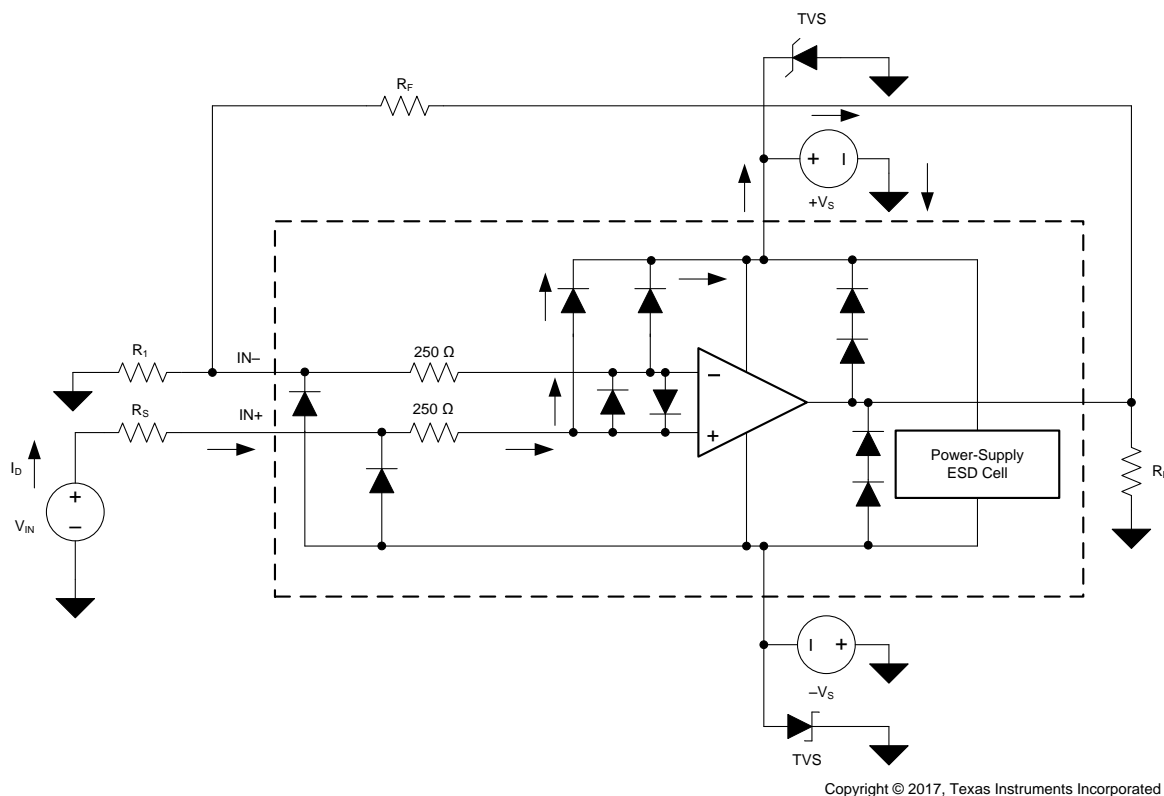 TVS
RF
+ –
+VS
R1
IN–
250 Ω
–
RS
IN+
250 Ω
+
Power-Supply
ESD Cell
ID
+
VIN
–
– +
–VS
TVS
Copyright © 2017, Texas Instruments Incorporated